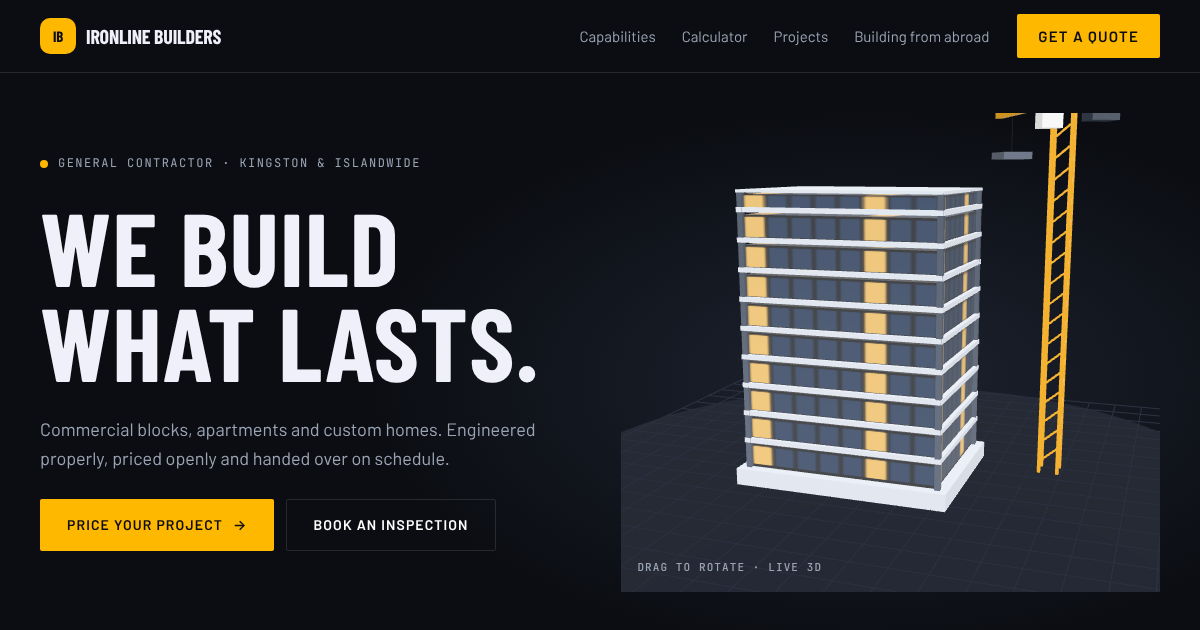 IB
IRONLINE BUILDERS
Capabilities
Calculator
Projects
Building from abroad
GET A QUOTE
GENERAL CONTRACTOR · KINGSTON & ISLANDWIDE
WE BUILD
WHAT LASTS.
Commercial blocks, apartments and custom homes. Engineered
properly, priced openly and handed over on schedule.
PRICE YOUR PROJECT →
BOOK AN INSPECTION
DRAG TO ROTATE · LIVE 3D